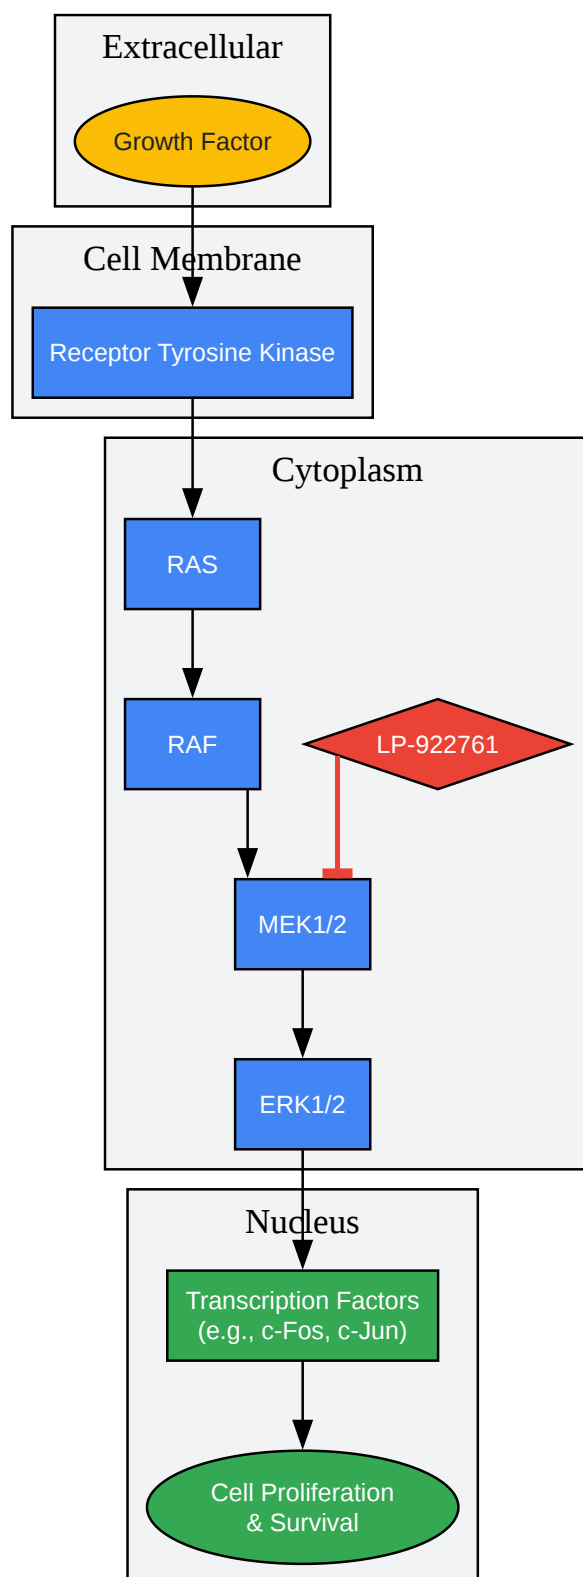 Extracellular
Growth Factor
Cell Membrane
Receptor Tyrosine Kinase
Cytoplasm
RAS
RAF
LP-922761
MEK1/2
ERK1/2
Nucleus
Transcription Factors
(e.g., c-Fos, c-Jun)
Cell Proliferation
& Survival